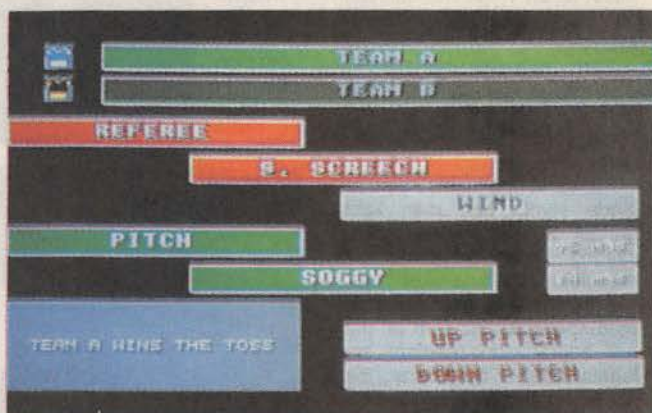 TEAM A
TEAM B
REFEREE
S. SCREECH
WIND
PITCH
SOGGY
TEAM A WINS THE TOSS
UP PITCH
DOWN PITCH